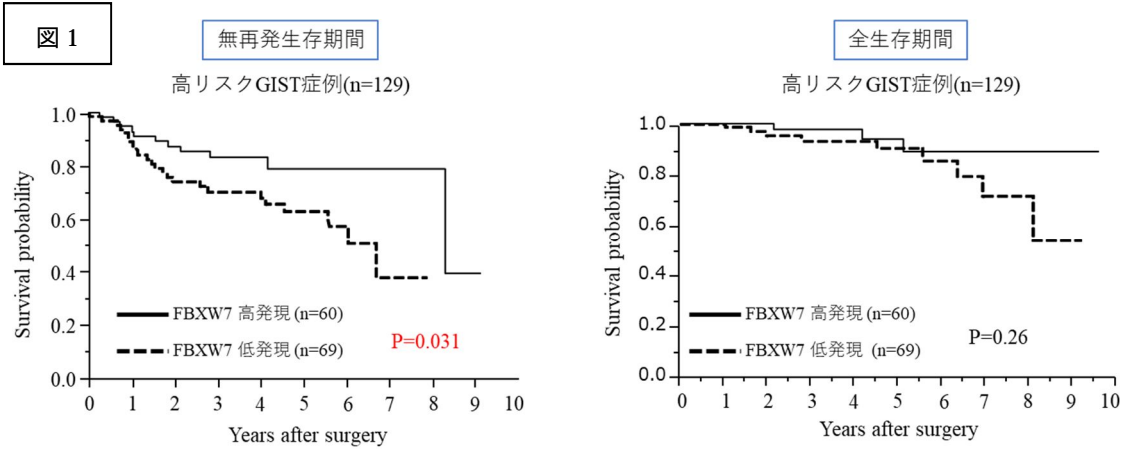 図 1
無再発生存期間
高リスクGIST症例(n=129)
1.0
0.8
0.6
0.4
0.2
0.0
Survival probability
FBXW7 高発現 (n=60)
FBXW7 低発現 (n=69)
P=0.031
0 1 2 3 4 5 6 7 8 9 10
Years after surgery
全生存期間
高リスクGIST症例(n=129)
1.0
0.8
0.6
0.4
0.2
0.0
Survival probability
FBXW7 高発現 (n=60)
FBXW7 低発現 (n=69)
P=0.26
0 1 2 3 4 5 6 7 8 9 10
Years after surgery